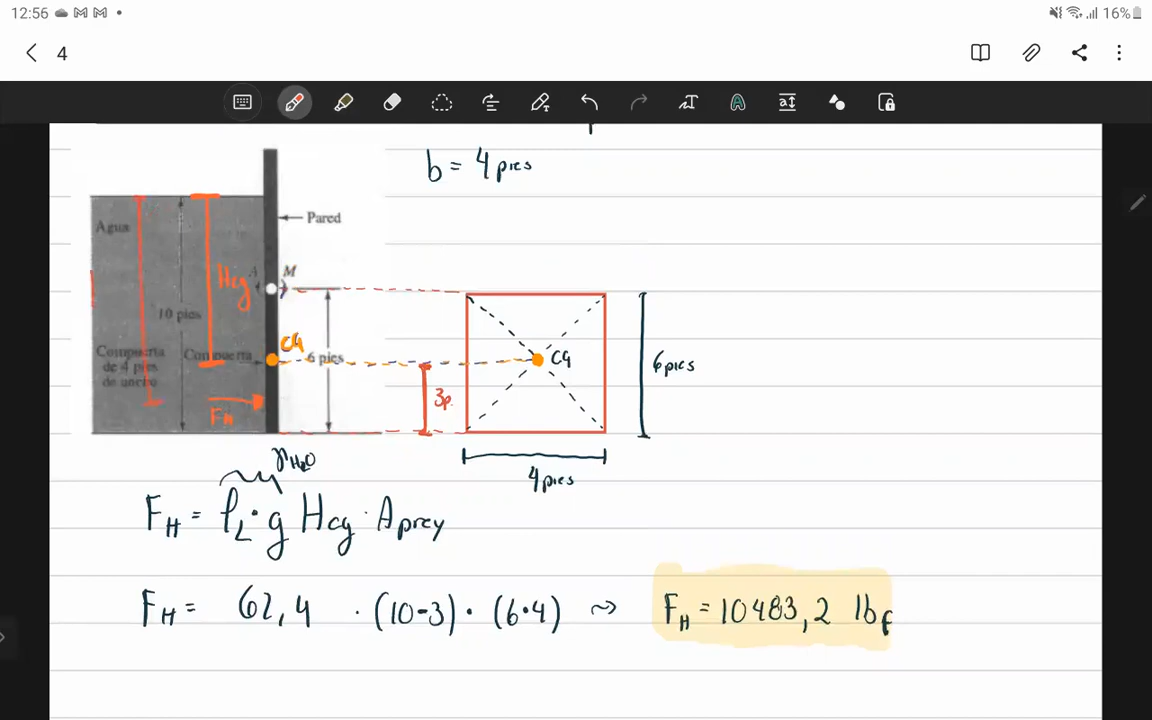 12:56
16%
4
b = 4 pies
Agua
Pared
Hcg
A
M
10 pies
CG
Compuerta
de 4 pies
de ancho
Compuerta
6 pies
3p.
CG
6 pies
FH
4 pies
γH2O
FH = ρL · g Hcg · Aproy
FH = 62,4 · (10-3) · (6·4) ~> FH = 10483,2 lbf